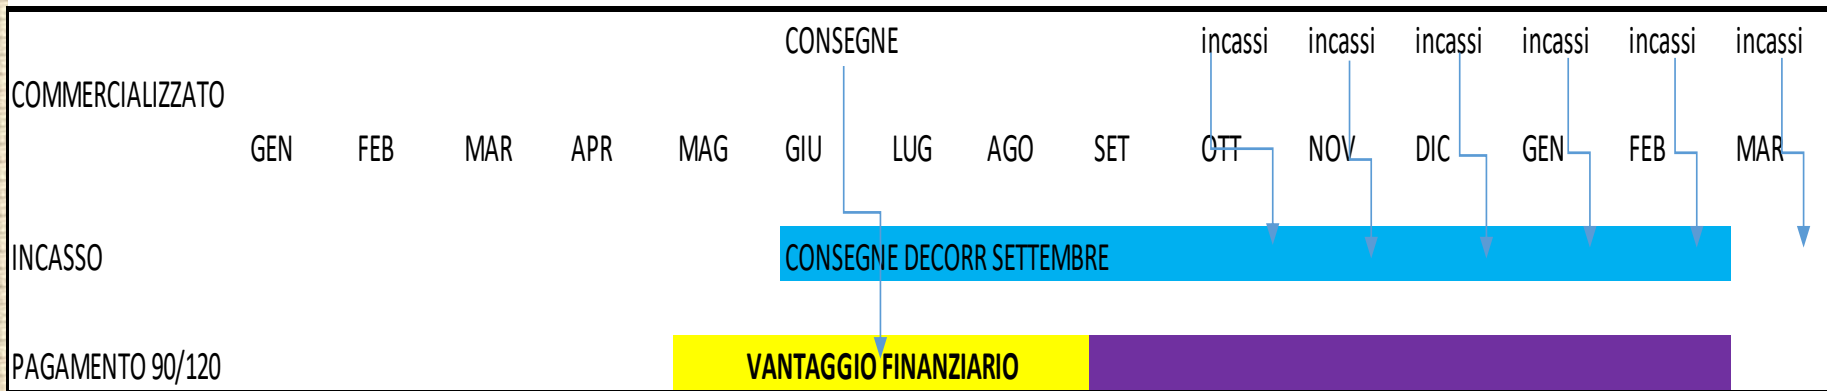 CONSEGNE incassi incassi incassi incassi incassi incassi
COMMERCIALIZZATO
GEN FEB MAR APR MAG GIU LUG AGO SET OTT NOV DIC GEN FEB MAR
INCASSO CONSEGNE DECORR SETTEMBRE
PAGAMENTO 90/120 VANTAGGIO FINANZIARIO